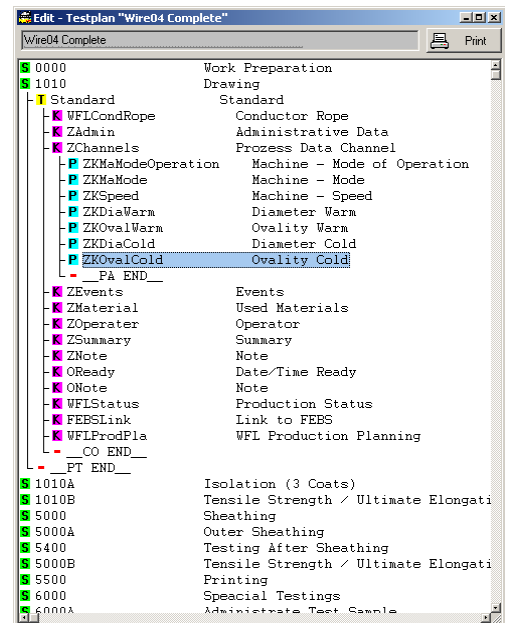 Edit - Testplan "Wire04 Complete"
Wire04 Complete Print
S 0000 Work Preparation
S 1010 Drawing
T Standard Standard
K WFLCondRope Conductor Rope
K ZAdmin Administrative Data
K ZChannels Prozess Data Channel
P ZKMaModeOperation Machine - Mode of Operation
P ZKMaMode Machine - Mode
P ZKSpeed Machine - Speed
P ZKDiaWarm Diameter Warm
P ZKOvalWarm Ovality Warm
P ZKDiaCold Diameter Cold
P ZKOvalCold Ovality Cold
__PA END__
K ZEvents Events
K ZMaterial Used Materials
K ZOperater Operator
K ZSummary Summary
K ZNote Note
K OReady Date/Time Ready
K ONote Note
K WFLStatus Production Status
K FEBSLink Link to FEBS
K WFLProdPla WFL Production Planning
__CO END__
__PT END__
S 1010A Isolation (3 Coats)
S 1010B Tensile Strength / Ultimate Elongati
S 5000 Sheathing
S 5000A Outer Sheathing
S 5400 Testing After Sheathing
S 5000B Tensile Strength / Ultimate Elongati
S 5500 Printing
S 6000 Speacial Testings
S 6000A Administrate Test Sample